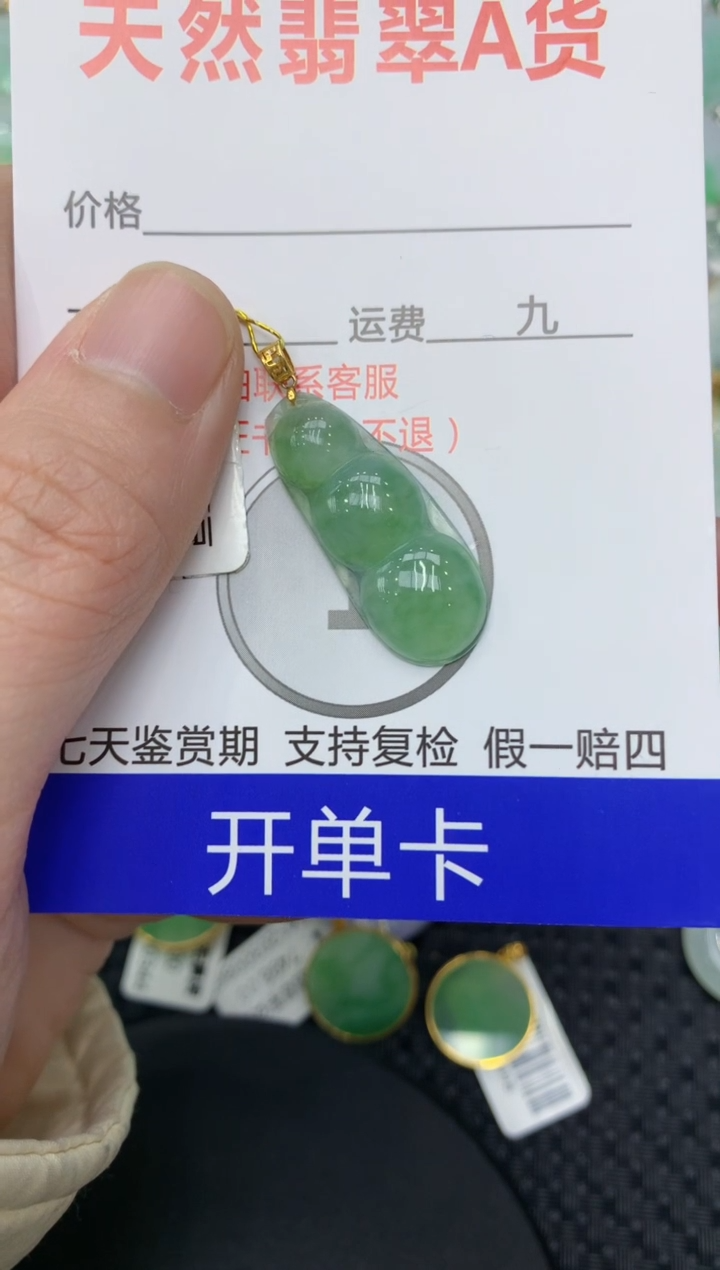 天然翡翠A货
价格
运费 九
联系客服
不退）
七天鉴赏期 支持复检 假一赔四
开单卡